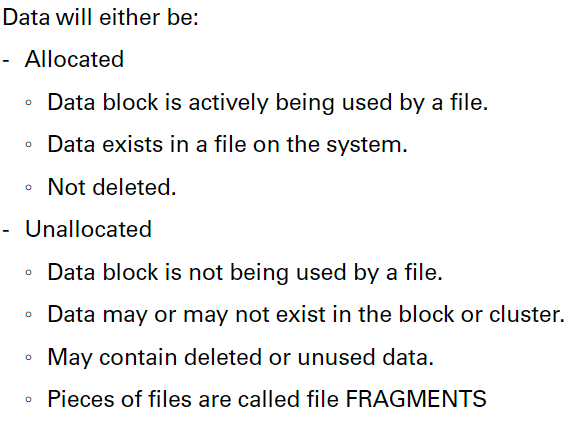 Data will either be:
- Allocated
◦ Data block is actively being used by a file.
◦ Data exists in a file on the system.
◦ Not deleted.
- Unallocated
◦ Data block is not being used by a file.
◦ Data may or may not exist in the block or cluster.
◦ May contain deleted or unused data.
◦ Pieces of files are called file FRAGMENTS